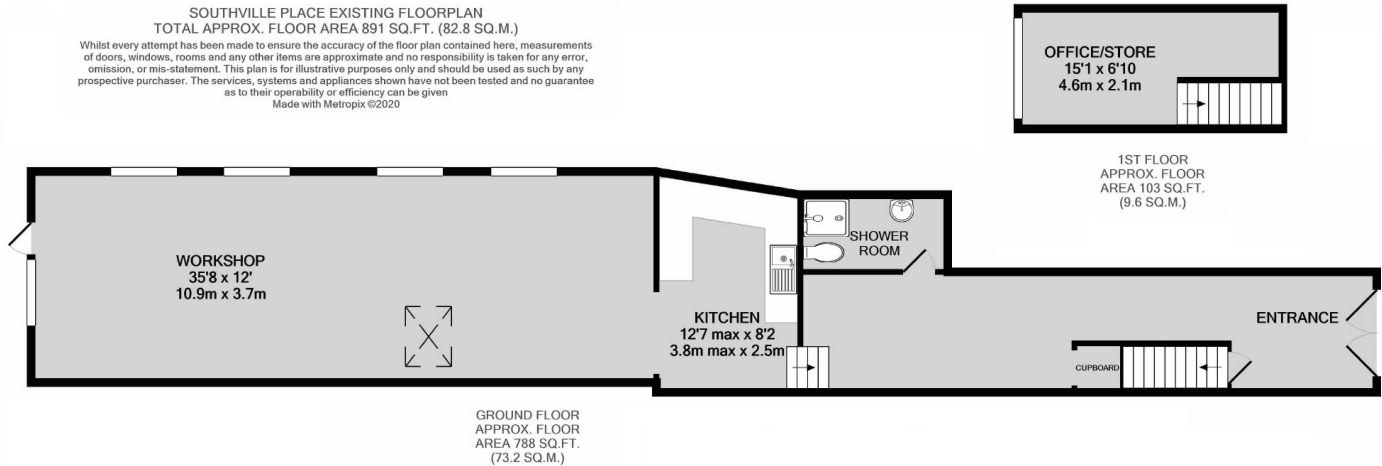 SOUTHVILLE PLACE EXISTING FLOORPLAN
TOTAL APPROX. FLOOR AREA 891 SQ.FT. (82.8 SQ.M.)
Whilst every attempt has been made to ensure the accuracy of the floor plan contained here, measurements
of doors, windows, rooms and any other items are approximate and no responsibility is taken for any error,
omission, or mis-statement. This plan is for illustrative purposes only and should be used as such by any
prospective purchaser. The services, systems and appliances shown have not been tested and no guarantee
as to their operability or efficiency can be given
Made with Metropix ©2020
OFFICE/STORE
15'1 x 6'10
4.6m x 2.1m
1ST FLOOR
APPROX. FLOOR
AREA 103 SQ.FT.
(9.6 SQ.M.)
WORKSHOP
35'8 x 12'
10.9m x 3.7m
KITCHEN
12'7 max x 8'2
3.8m max x 2.5m
SHOWER
ROOM
ENTRANCE
CUPBOARD
GROUND FLOOR
APPROX. FLOOR
AREA 788 SQ.FT.
(73.2 SQ.M.)